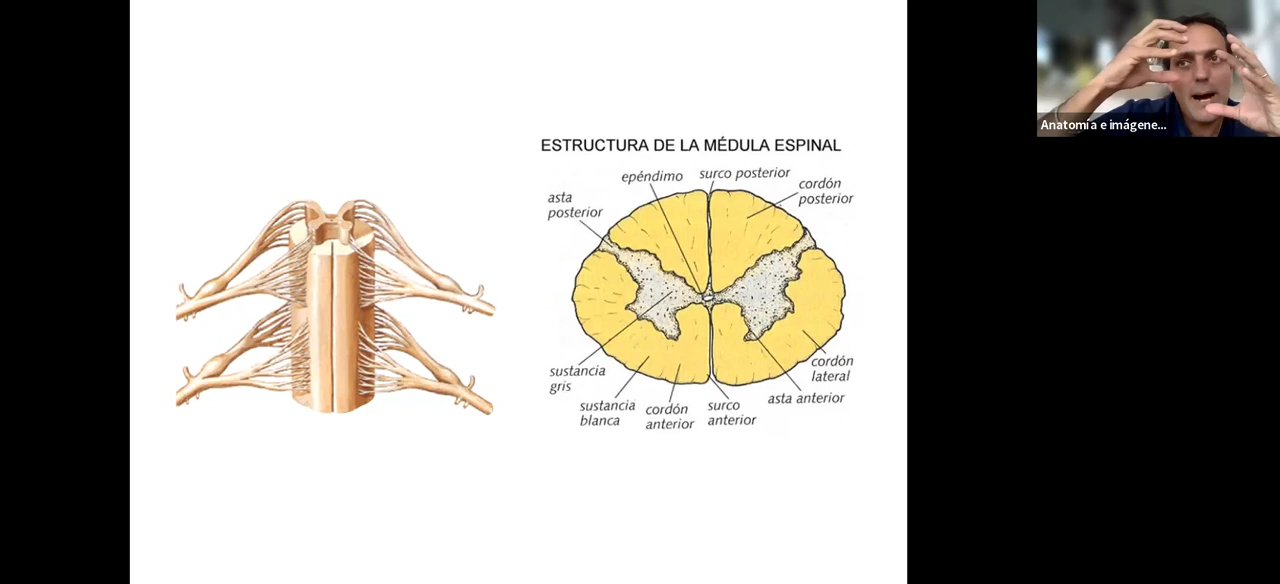 Anatomía e imágene...
ESTRUCTURA DE LA MÉDULA ESPINAL
epéndimo
surco posterior
asta
posterior
cordón
posterior
sustancia
gris
sustancia
blanca
cordón
anterior
surco
anterior
asta anterior
cordón
lateral